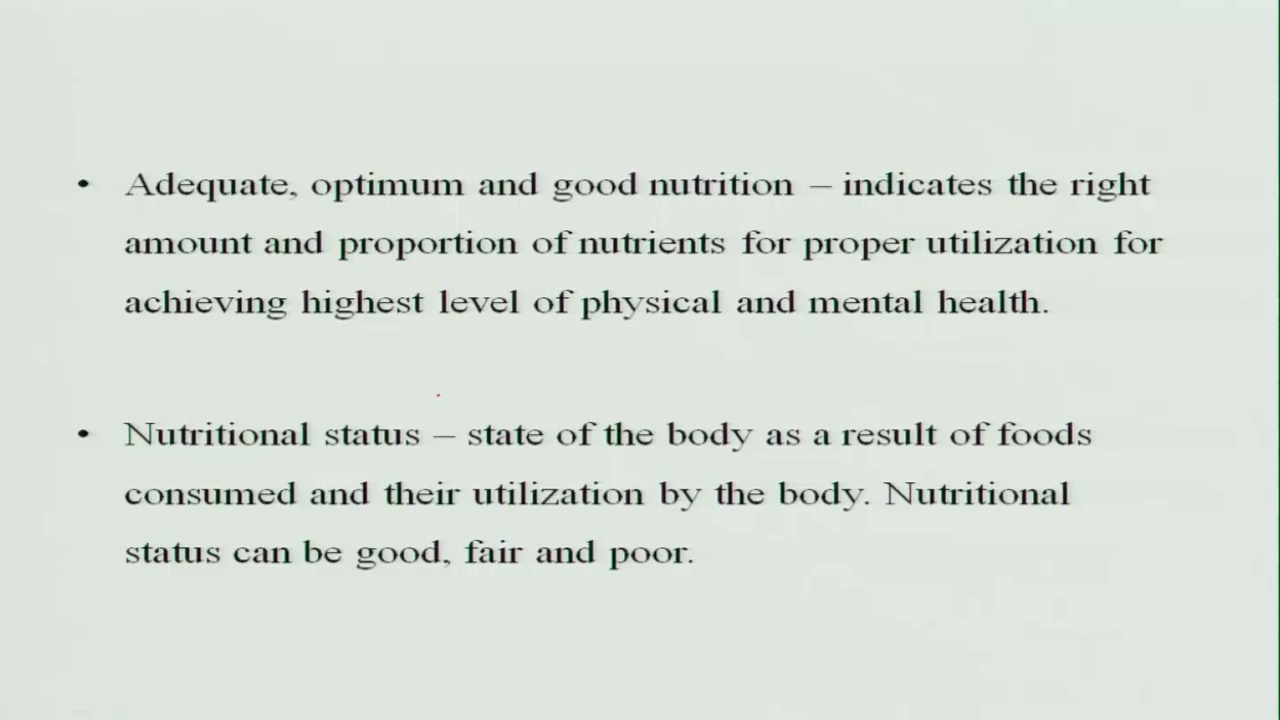 • Adequate, optimum and good nutrition – indicates the right
amount and proportion of nutrients for proper utilization for
achieving highest level of physical and mental health.
• Nutritional status – state of the body as a result of foods
consumed and their utilization by the body. Nutritional
status can be good, fair and poor.